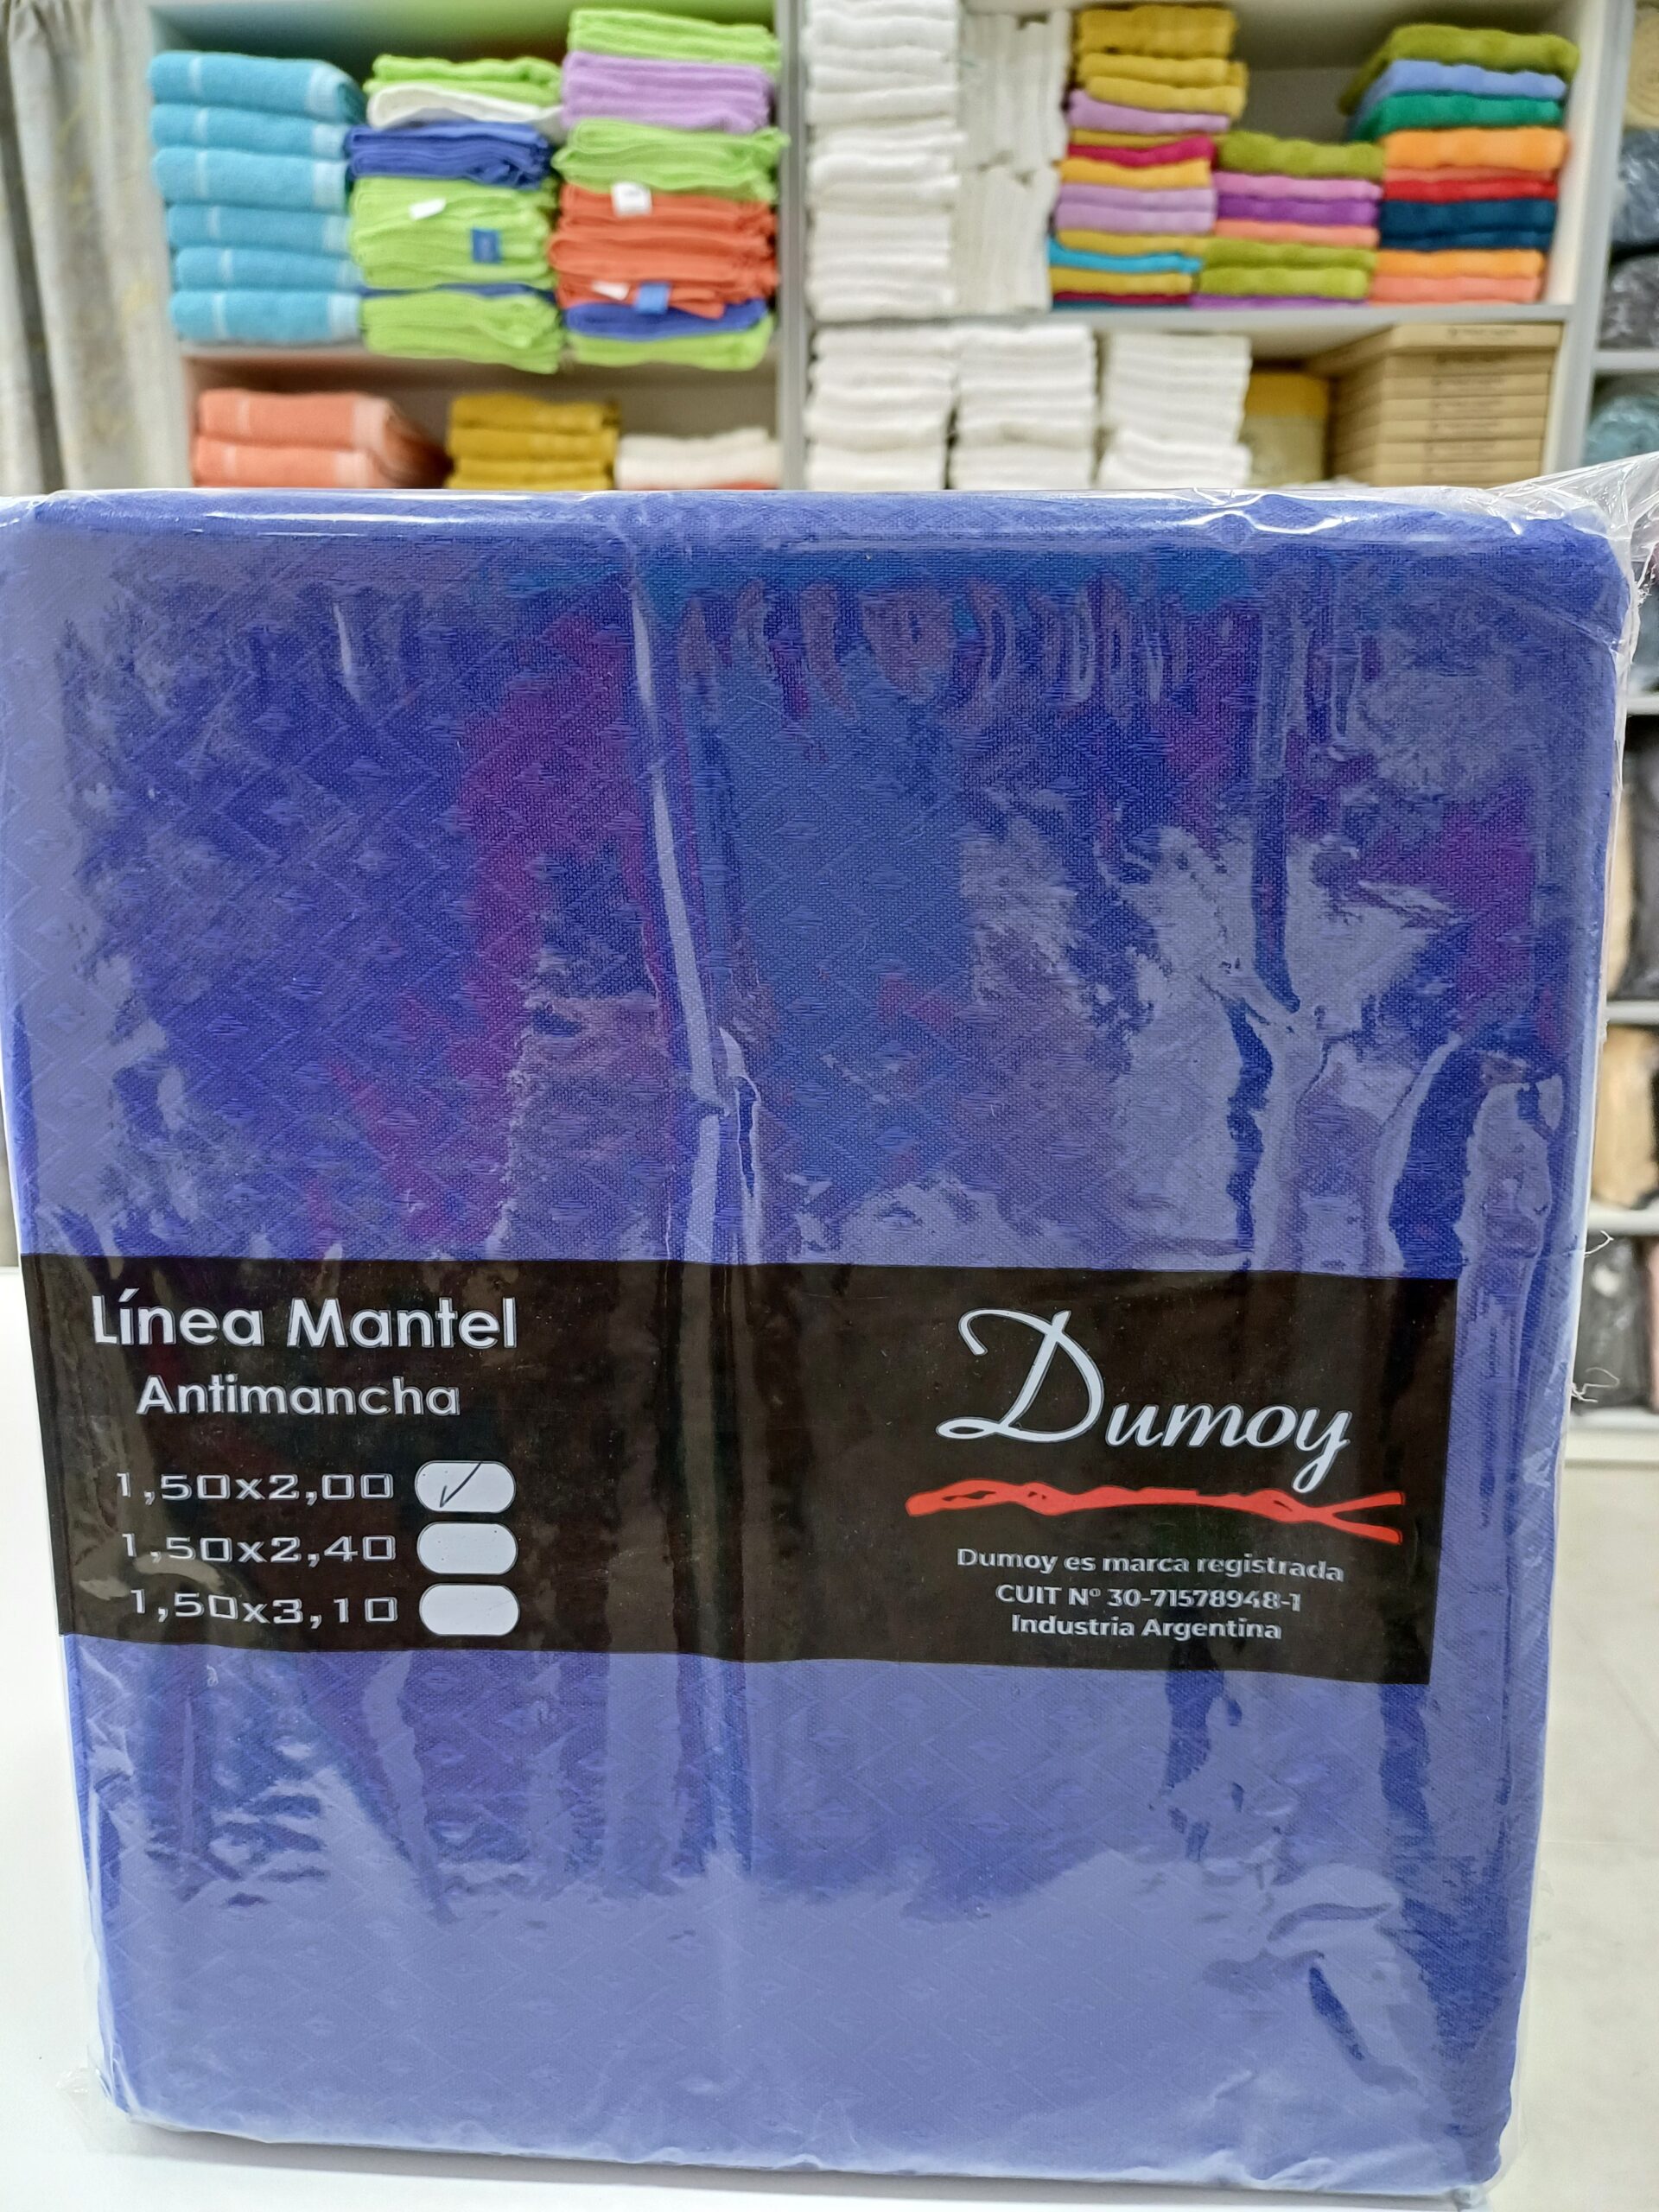 Línea Mantel
Antimancha
1,50x2,00
1,50x2,40
1,50x3,10
Dumoy
Dumoy es marca registrada
CUIT Nº 30-71578948-1
Industria Argentina